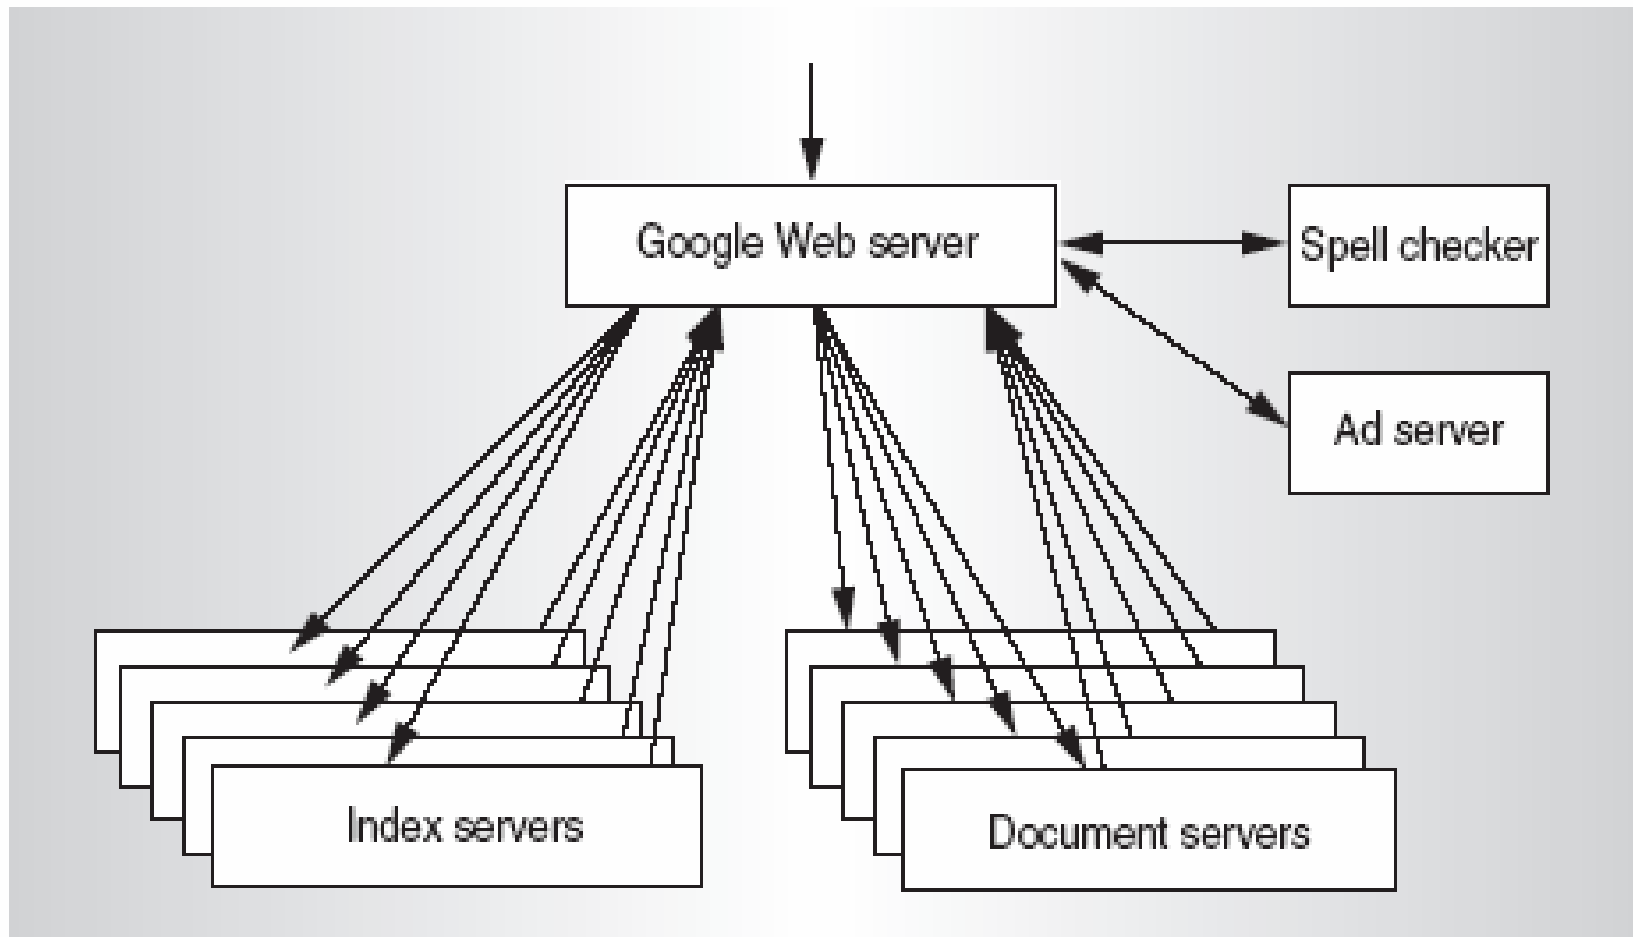 Google Web server
Spell checker
Ad server
Index servers
Document servers